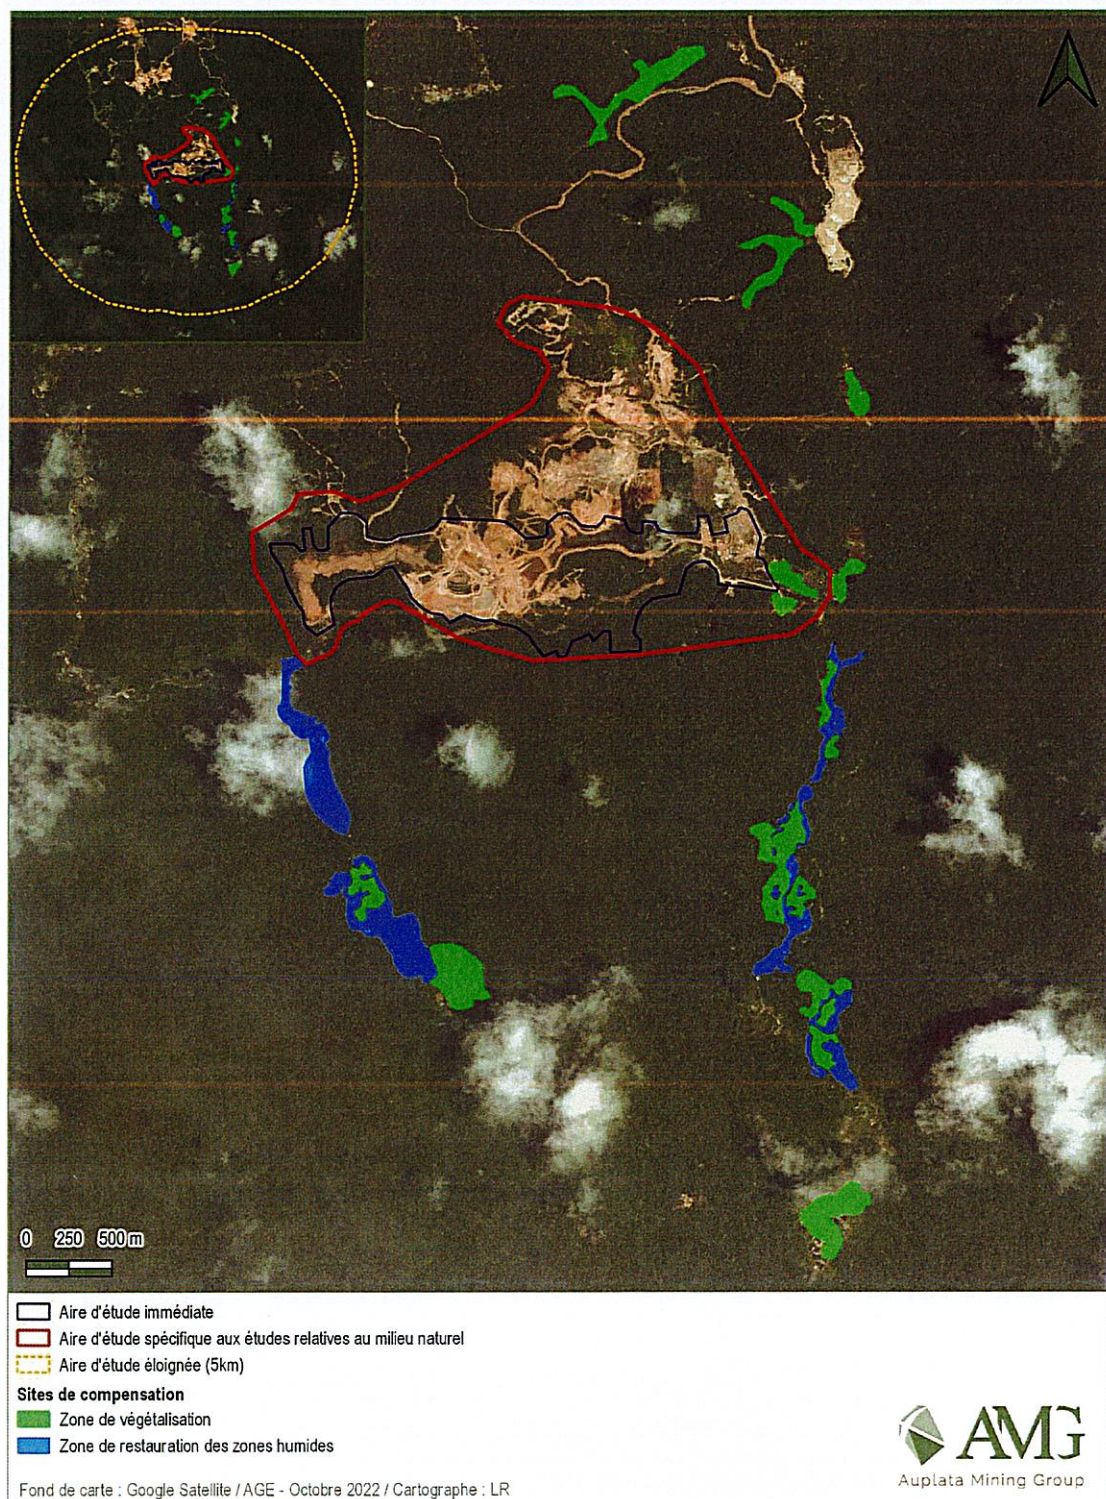 0 250 500 m
Aire d'étude immédiate
Aire d'étude spécifique aux études relatives au milieu naturel
Aire d'étude éloignée (5km)
Sites de compensation
Zone de végétalisation
Zone de restauration des zones humides
AMG
Auplata Mining Group
Fond de carte : Google Satellite / AGE - Octobre 2022 / Cartographe : LR